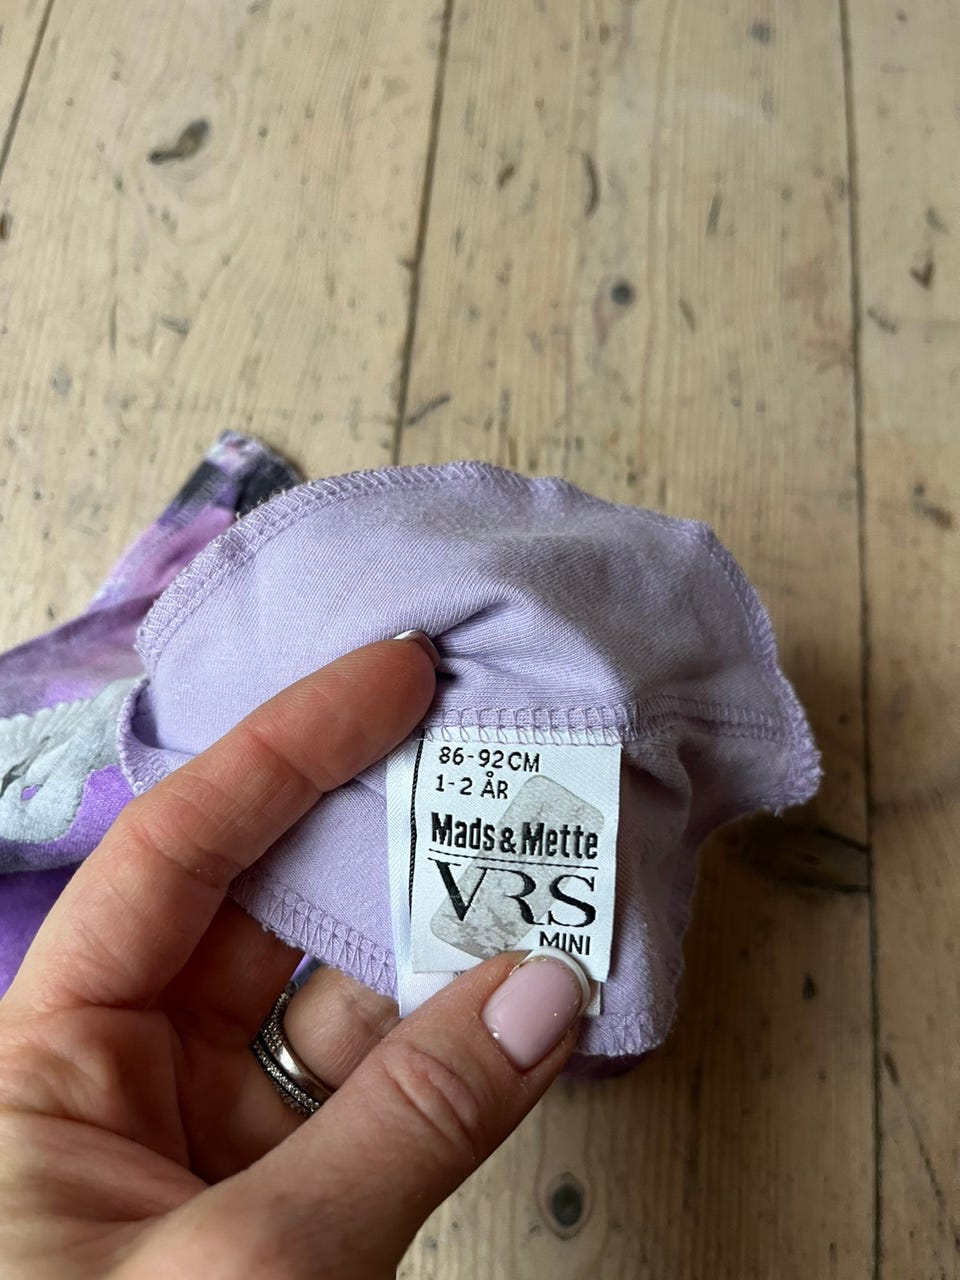 86-92CM
1-2 ÅR
Mads & Mette
VRS
MINI